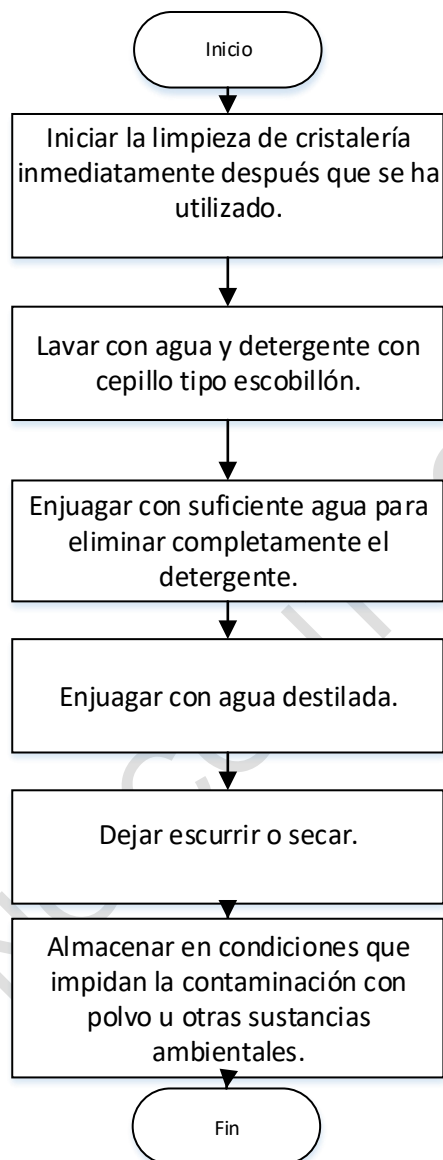 Inicio
Iniciar la limpieza de cristalería
inmediatamente después que se ha
utilizado.
Lavar con agua y detergente con
cepillo tipo escobillón.
Enjuagar con suficiente agua para
eliminar completamente el
detergente.
Enjuagar con agua destilada.
Dejar escurrir o secar.
Almacenar en condiciones que
impidan la contaminación con
polvo u otras sustancias
ambientales.
Fin